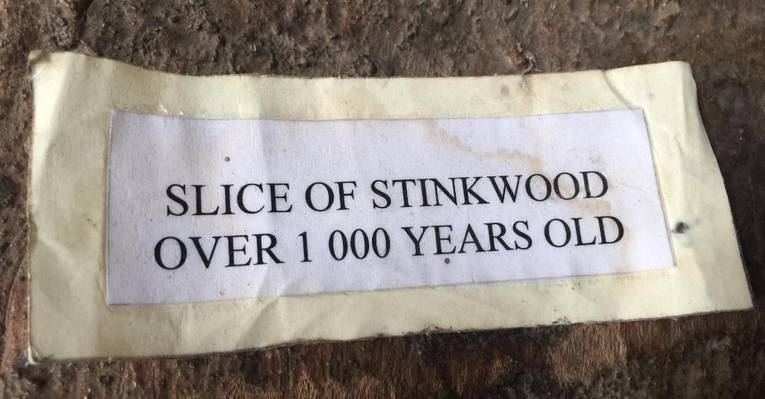 SLICE OF STINKWOOD
OVER 1 000 YEARS OLD